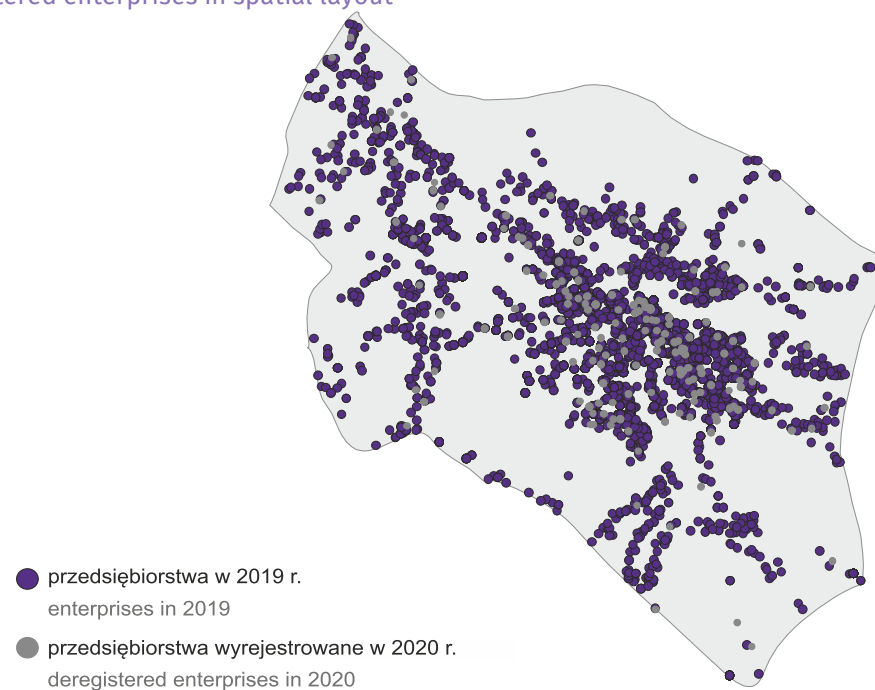 enterprises in spatial layout
przedsiębiorstwa w 2019 r.
enterprises in 2019
przedsiębiorstwa wyrejestrowane w 2020 r.
deregistered enterprises in 2020